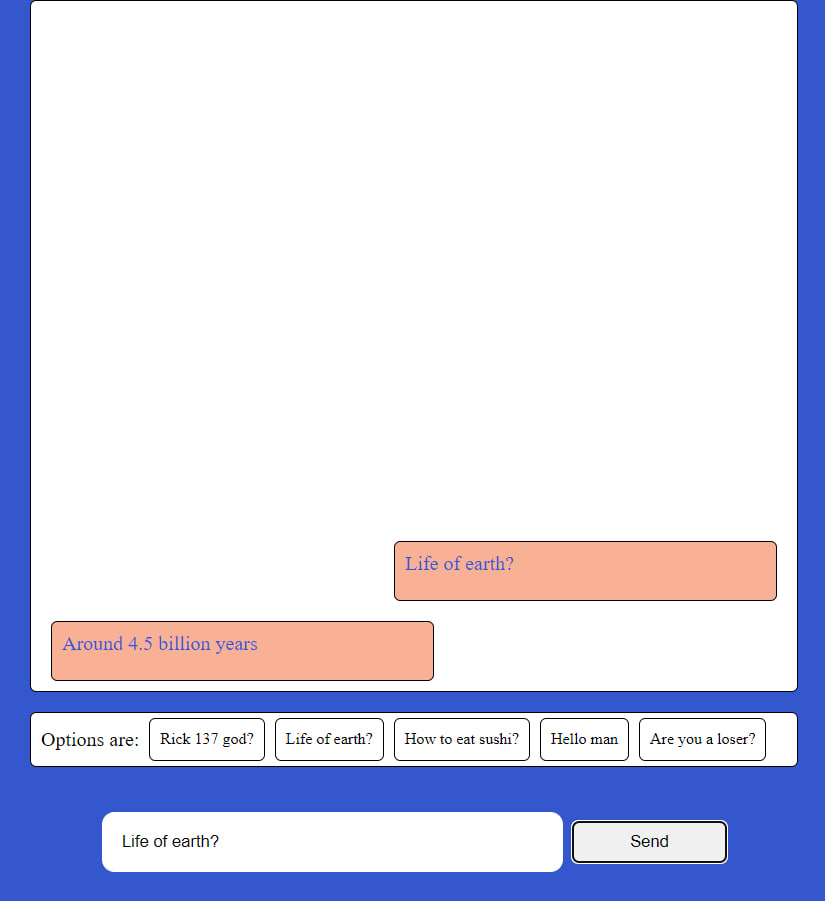 Life of earth?
Around 4.5 billion years
Options are: Rick 137 god? Life of earth? How to eat sushi? Hello man Are you a loser?
Life of earth? Send